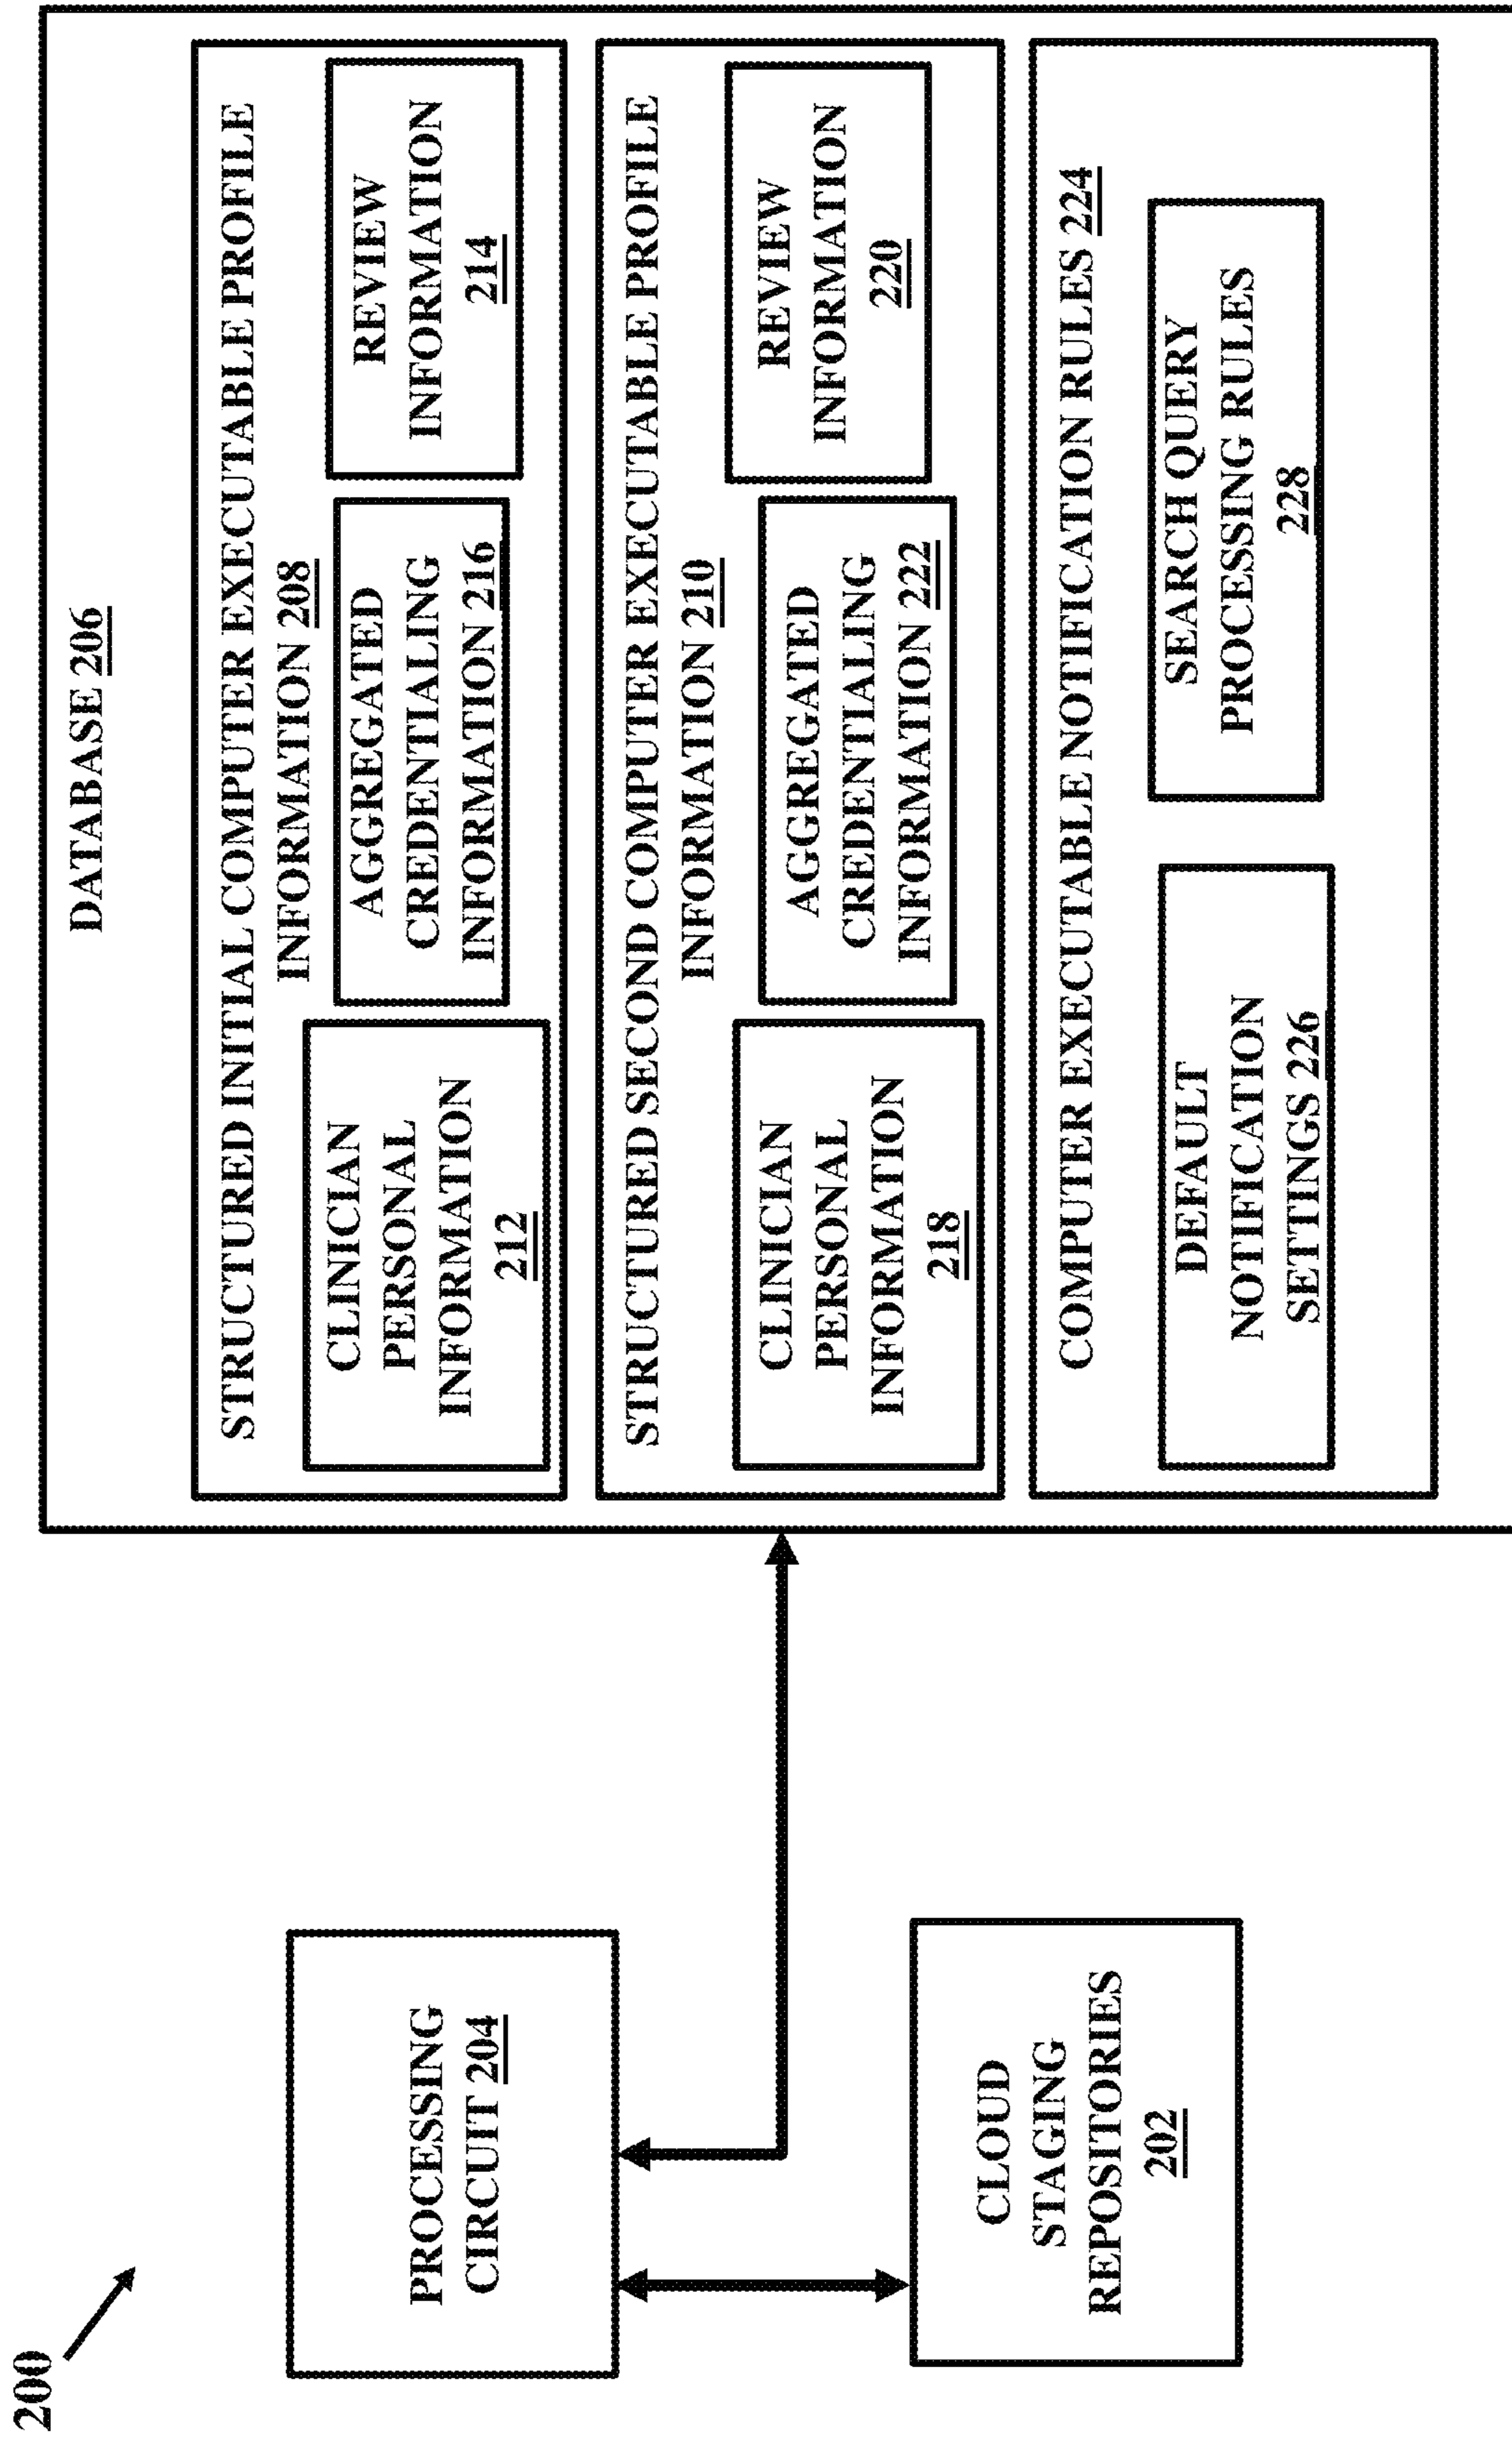 200
PROCESSING
CIRCUIT 204
CLOUD
STAGING
REPOSITORIES
202
DATABASE 206
STRUCTURED INITIAL COMPUTER EXECUTABLE PROFILE
INFORMATION 208
CLINICIAN
PERSONAL
INFORMATION
212
AGGREGATED
CREDENTIALING
INFORMATION 216
REVIEW
INFORMATION
214
STRUCTURED SECOND COMPUTER EXECUTABLE PROFILE
INFORMATION 210
CLINICIAN
PERSONAL
INFORMATION
218
AGGREGATED
CREDENTIALING
INFORMATION 222
REVIEW
INFORMATION
220
COMPUTER EXECUTABLE NOTIFICATION RULES 224
DEFAULT
NOTIFICATION
SETTINGS 226
SEARCH QUERY
PROCESSING RULES
228